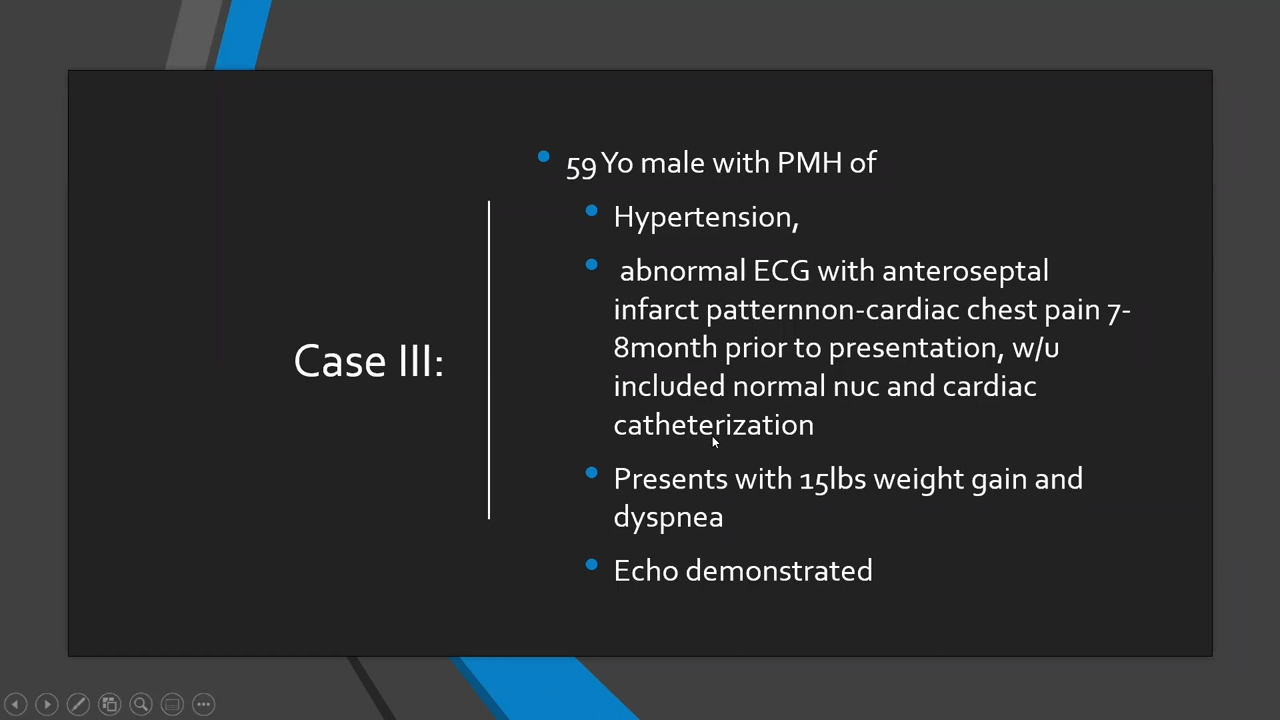 Case III:
59 Yo male with PMH of
Hypertension,
abnormal ECG with anteroseptal
infarct patternnon-cardiac chest pain 7-
8month prior to presentation, w/u
included normal nuc and cardiac
catheterization
Presents with 15lbs weight gain and
dyspnea
Echo demonstrated